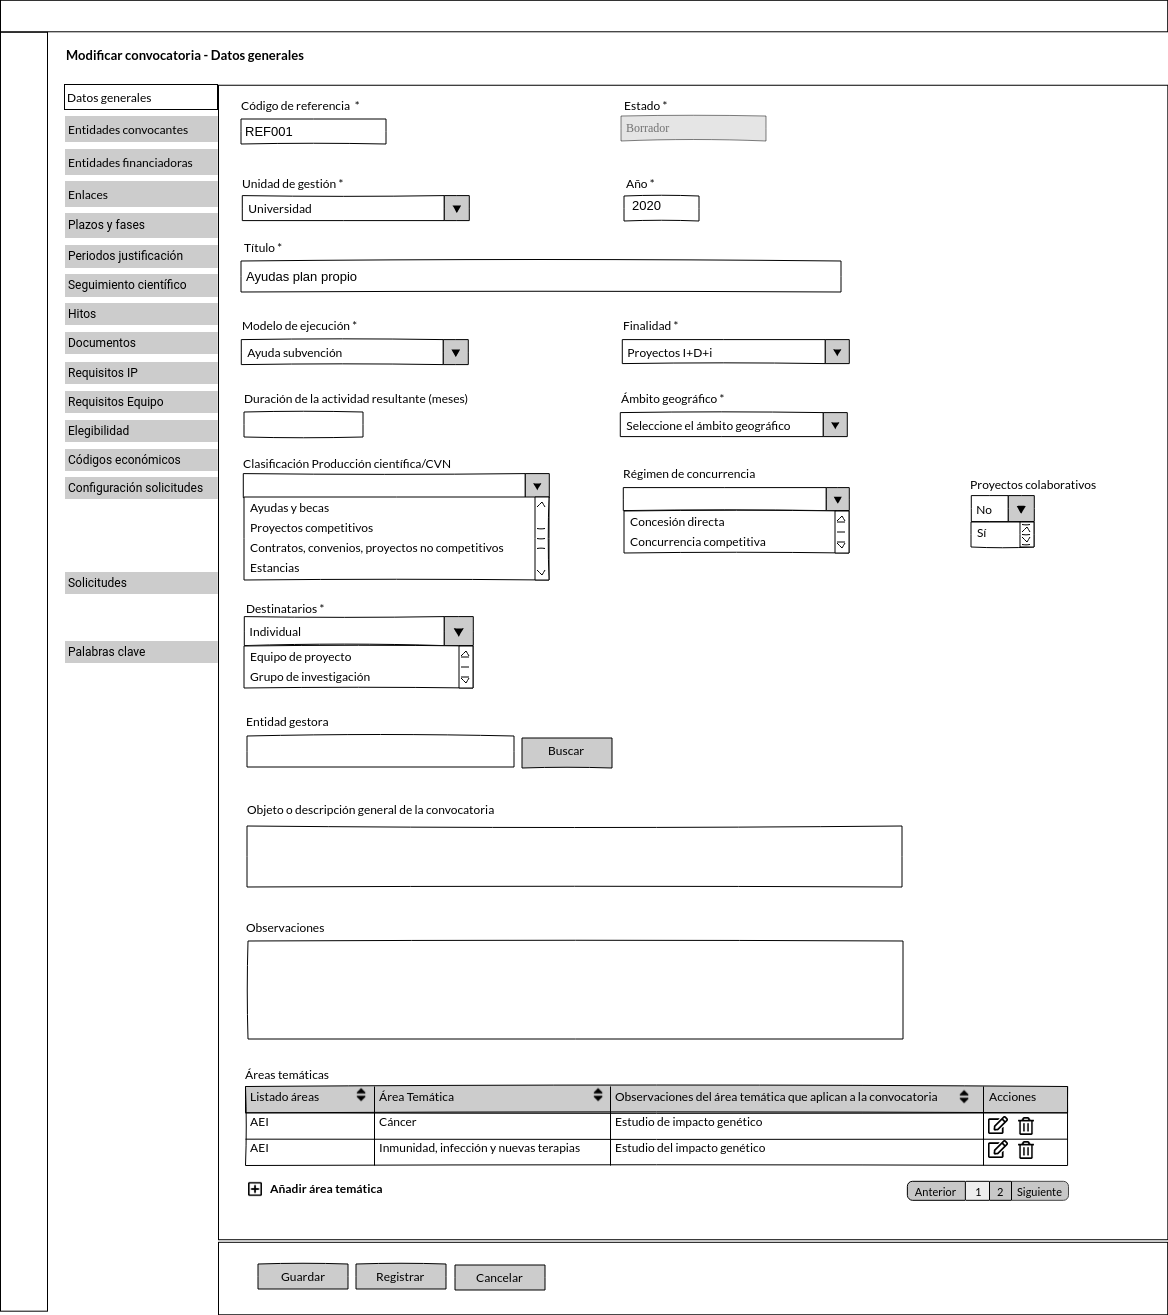 Modificar convocatoria - Datos generales
Datos generales
Entidades convocantes
Entidades financiadoras
Enlaces
Plazos y fases
Periodos justificación
Seguimiento científico
Hitos
Documentos
Requisitos IP
Requisitos Equipo
Elegibilidad
Códigos económicos
Configuración solicitudes
Solicitudes
Palabras clave
Código de referencia *
Estado *
REF001
Borrador
Unidad de gestión *
Año *
Universidad
2020
Título *
Ayudas plan propio
Modelo de ejecución *
Finalidad *
Ayuda subvención
Proyectos I+D+i
Duración de la actividad resultante (meses)
Ámbito geográfico *
Seleccione el ámbito geográfico
Clasificación Producción científica/CVN
Ayudas y becas
Proyectos competitivos
Contratos, convenios, proyectos no competitivos
Estancias
Régimen de concurrencia
Concesión directa
Concurrencia competitiva
Proyectos colaborativos
No
Sí
Destinatarios *
Individual
Equipo de proyecto
Grupo de investigación
Entidad gestora
Buscar
Objeto o descripción general de la convocatoria
Observaciones
Áreas temáticas
Listado áreas Área Temática Observaciones del área temática que aplican a la convocatoria Acciones
AEI Cáncer Estudio de impacto genético
AEI Inmunidad, infección y nuevas terapias Estudio del impacto genético
Añadir área temática
Anterior 1 2 Siguiente
Guardar Registrar Cancelar